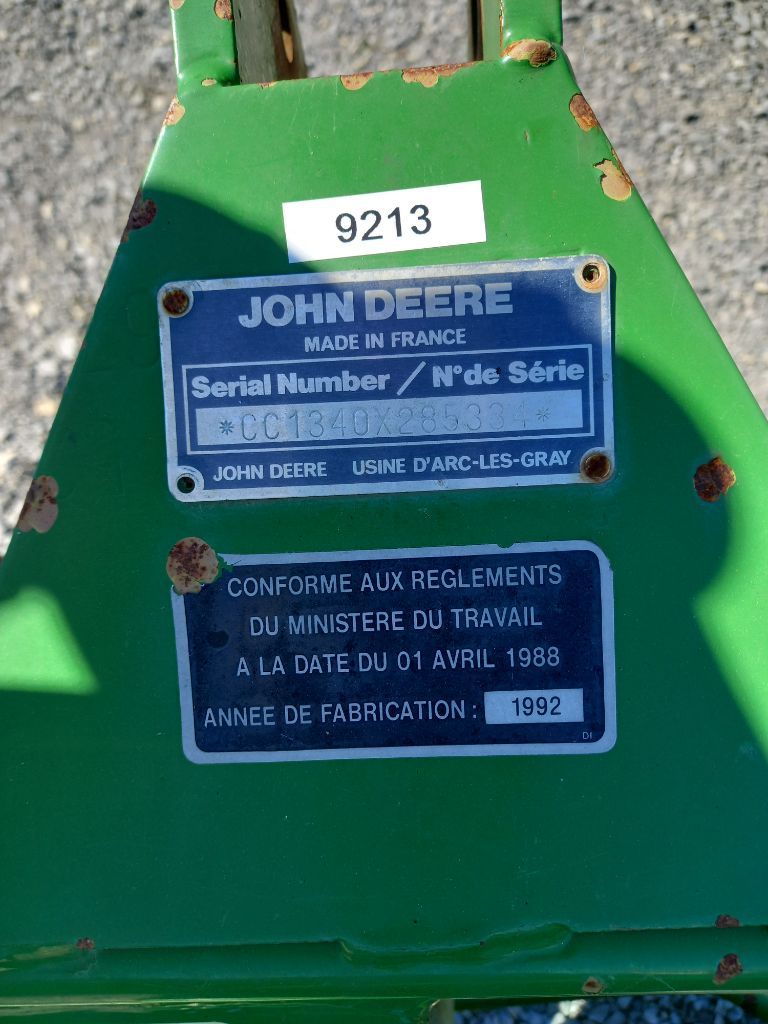 9213
JOHN DEERE
MADE IN FRANCE
Serial Number / N° de Série
*CC1340X285334*
JOHN DEERE USINE D'ARC-LES-GRAY
CONFORME AUX REGLEMENTS
DU MINISTERE DU TRAVAIL
A LA DATE DU 01 AVRIL 1988
ANNEE DE FABRICATION : 1992